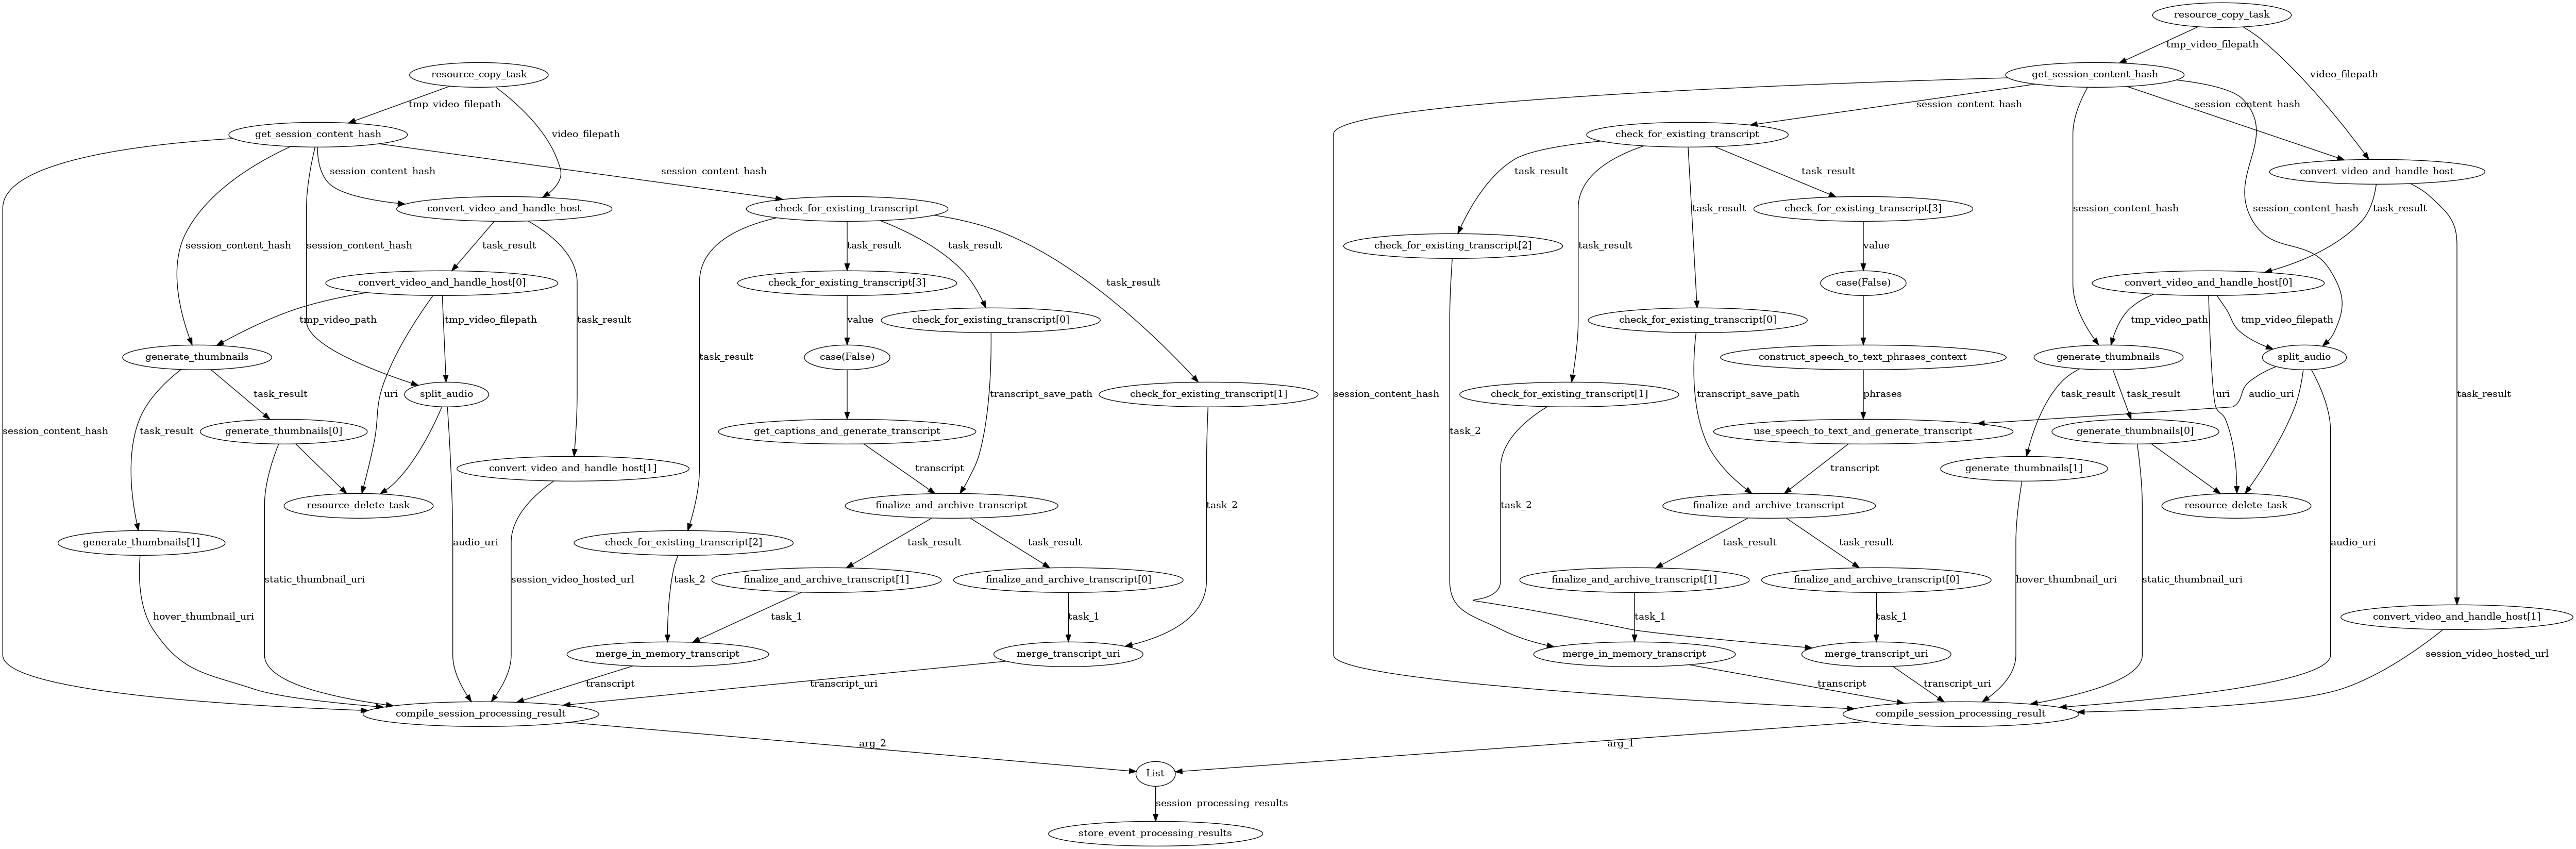 resource_copy_task
tmp_video_filepath
video_filepath
resource_copy_task
get_session_content_hash
tmp_video_filepath
video_filepath
session_content_hash
session_content_hash
get_session_content_hash
check_for_existing_transcript
session_content_hash
session_content_hash
task_result
task_result
convert_video_and_handle_host
convert_video_and_handle_host
check_for_existing_transcript
task_result
check_for_existing_transcript[3]
session_content_hash
session_content_hash
task_result
session_content_hash
session_content_hash
task_result
task_result
task_result
check_for_existing_transcript[2]
task_result
value
convert_video_and_handle_host[0]
check_for_existing_transcript[3]
task_result
case(False)
convert_video_and_handle_host[0]
tmp_video_path
tmp_video_filepath
task_result
value
check_for_existing_transcript[0]
check_for_existing_transcript[0]
tmp_video_path
tmp_video_filepath
generate_thumbnails
task_result
case(False)
construct_speech_to_text_phrases_context
generate_thumbnails
split_audio
task_result
uri
split_audio
transcript_save_path
check_for_existing_transcript[1]
session_content_hash
check_for_existing_transcript[1]
transcript_save_path
phrases
task_result
task_result
uri
audio_uri
task_result
session_content_hash
task_result
generate_thumbnails[0]
get_captions_and_generate_transcript
task_2
use_speech_to_text_and_generate_transcript
generate_thumbnails[0]
convert_video_and_handle_host[1]
transcript
transcript
generate_thumbnails[1]
resource_delete_task
finalize_and_archive_transcript
task_2
task_2
finalize_and_archive_transcript
resource_delete_task
generate_thumbnails[1]
audio_uri
check_for_existing_transcript[2]
task_result
task_result
task_result
task_result
audio_uri
static_thumbnail_uri
session_video_hosted_url
task_2
finalize_and_archive_transcript[1]
finalize_and_archive_transcript[0]
finalize_and_archive_transcript[1]
finalize_and_archive_transcript[0]
hover_thumbnail_uri
static_thumbnail_uri
hover_thumbnail_uri
task_1
task_1
task_1
task_1
convert_video_and_handle_host[1]
merge_in_memory_transcript
merge_transcript_uri
merge_in_memory_transcript
merge_transcript_uri
session_video_hosted_url
transcript
transcript_uri
transcript
transcript_uri
compile_session_processing_result
compile_session_processing_result
arg_2
arg_1
List
session_processing_results
store_event_processing_results